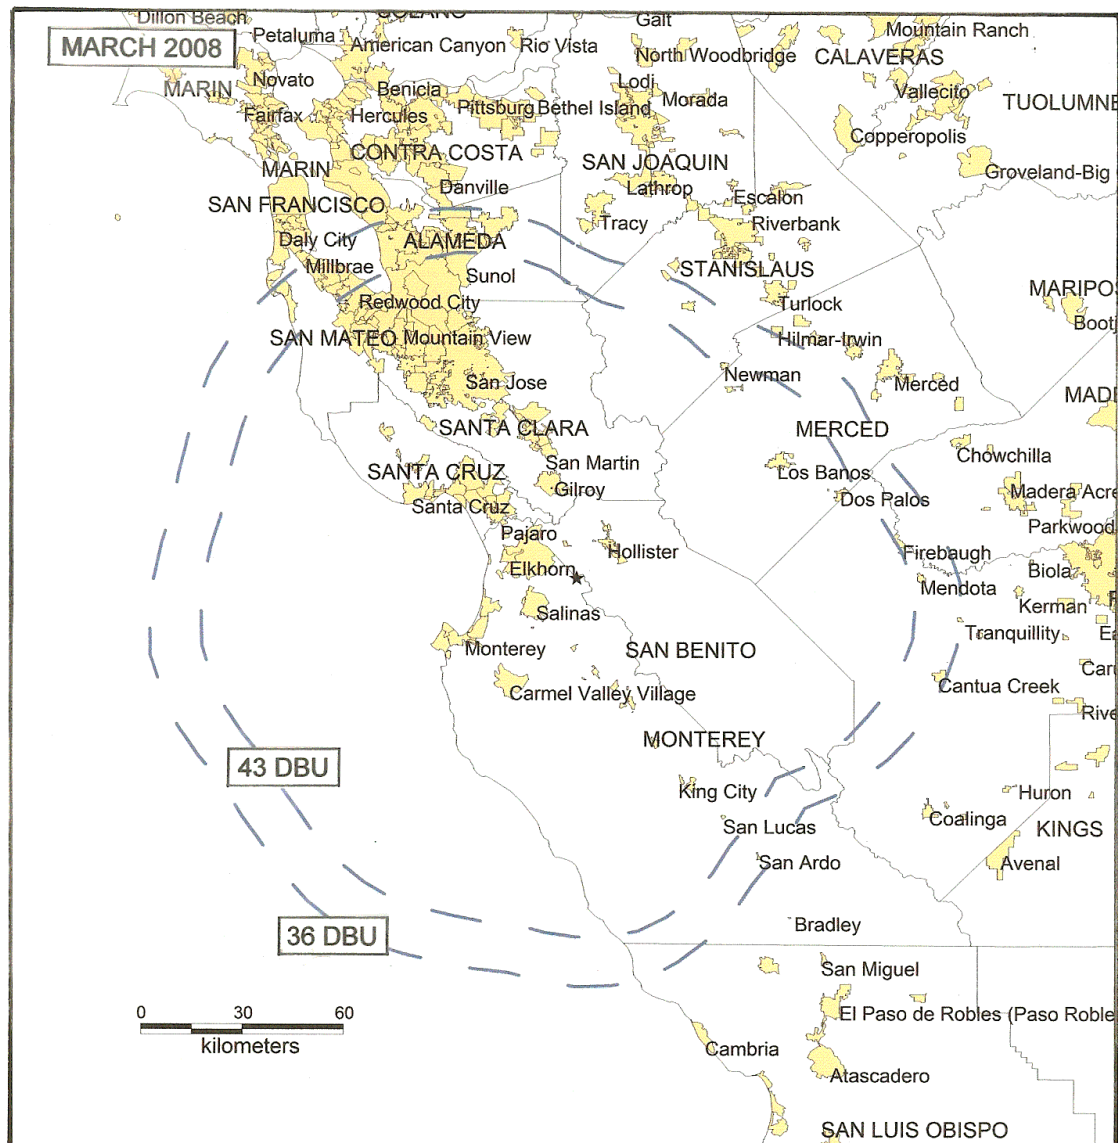 SOLANO
Dillon Beach
Galt
Petaluma
Mountain Ranch
MARCH 2008
American Canyon
Rio Vista
North Woodbridge
CALAVERAS
Novato
MARIN
Benicia
Lodi
Vallecito
Morada
TUOLUMNE
Pittsburg
Bethel Island
Fairfax
Hercules
Copperopolis
CONTRA COSTA
SAN JOAQUIN
MARIN
Groveland-Big
Danville
Lathrop
Escalon
SAN FRANCISCO
Tracy
Riverbank
Daly City
ALAMEDA
Millbrae
Sunol
STANISLAUS
MARIPOS
Redwood City
Turlock
Bootj
SAN MATEO
Mountain View
Hilmar-Irwin
San Jose
Newman
Merced
MADE
SANTA CLARA
MERCED
Chowchilla
San Martin
SANTA CRUZ
Los Banos
Gilroy
Madera Acre
Dos Palos
Santa Cruz
Parkwood
Pajaro
Hollister
Firebaugh
Elkhorn
Biola
Mendota
Salinas
Kerman
F
Tranquillity
Ea
Monterey
SAN BENITO
Caru
Cantua Creek
Carmel Valley Village
Rive
MONTEREY
43 DBU
King City
Huron
San Lucas
Coalinga
KINGS
San Ardo
Avenal
Bradley
36 DBU
San Miguel
0 30 60
El Paso de Robles (Paso Roble
kilometers
Cambria
Atascadero
SAN LUIS OBISPO